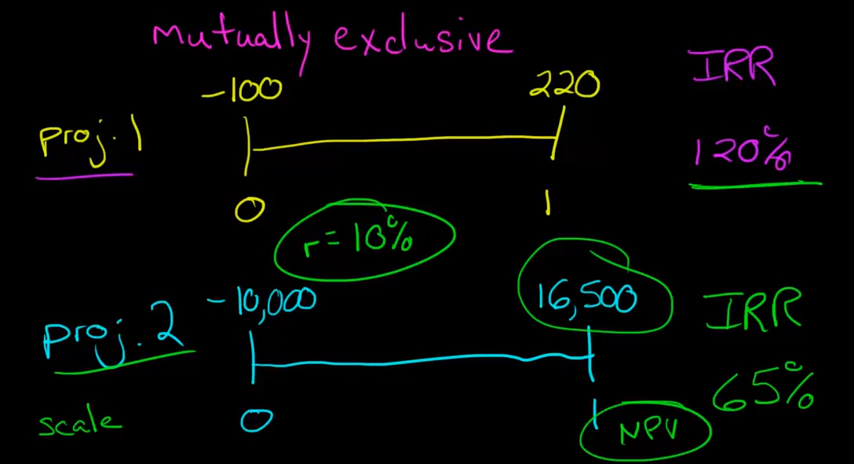 Mutually exclusive
IRR
-100 220
Proj. 1
120%
0 1
r = 10%
-10,000 16,500
IRR
Proj. 2
65%
scale
0 1
NPV